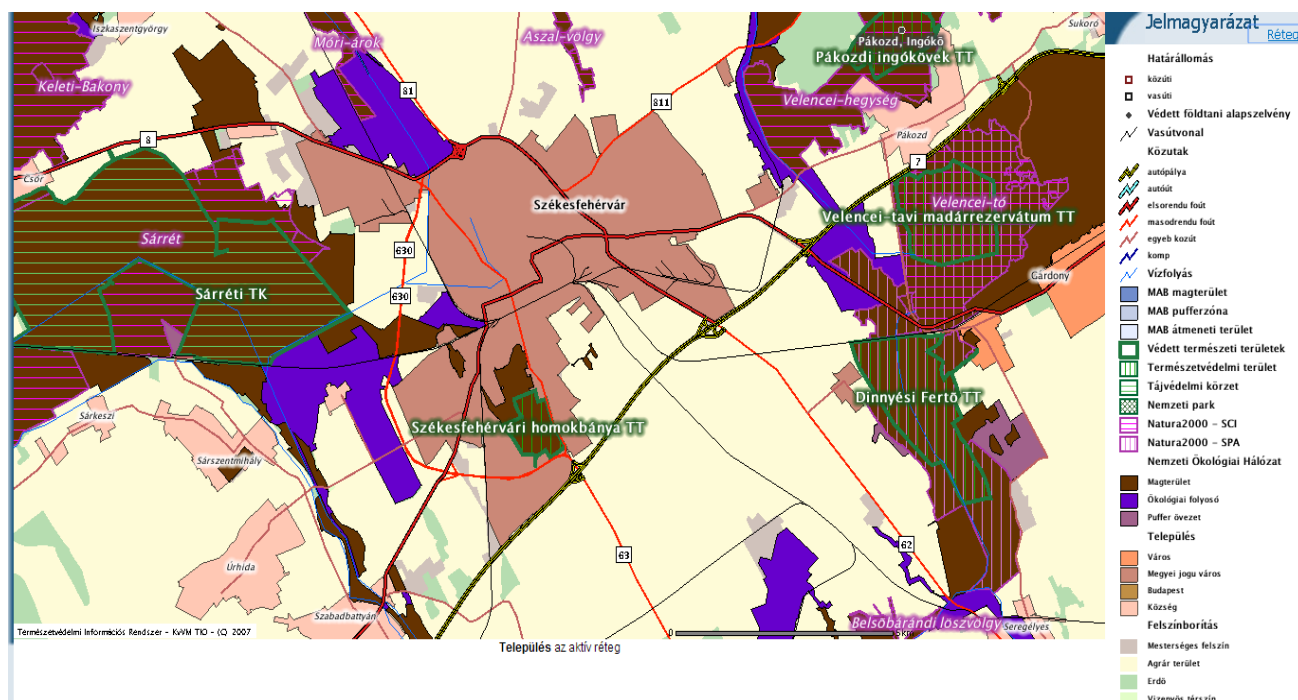 Iszkaszentgyörgy
Móri-árok
Aszal-völgy
Sukoró
Pákozd, Ingókő
Pákozdi ingókövek TT
Keleti-Bakony
81
811
Velencei-hegység
Pákozd
8
7
Csór
Székesfehérvár
Velencei-tó
Velencei-tavi madárrezervátum TT
Sárrét
630
Gárdony
Sárréti TK
630
Dinnyési Fertő TT
Sárkeszi
Székesfehérvári homokbánya TT
Sárszentmihály
62
63
Úrhida
Szabadbattyán
Belsőbárándi löszvölgy
Seregélyes
Természetvédelmi Információs Rendszer - KvVM TIO - (C) 2007
0
5km
Település az aktív réteg
Jelmagyarázat
Határállomás
közúti
vasúti
Védett földtani alapszelvény
Vasútvonal
Közutak
autópálya
autóút
elsorendu foút
masodrendu foút
egyeb kozút
komp
Vízfolyás
MAB magterület
MAB pufferzóna
MAB átmeneti terület
Védett természeti területek
Természetvédelmi terület
Tájvédelmi körzet
Nemzeti park
Natura2000 - SCI
Natura2000 - SPA
Nemzeti Ökológiai Hálózat
Magterület
Ökológiai folyosó
Puffer övezet
Település
Város
Megyei jogu város
Budapest
Község
Felszínborítás
Mesterséges felszín
Agrár terület
Erdő
Vizenyős térszín